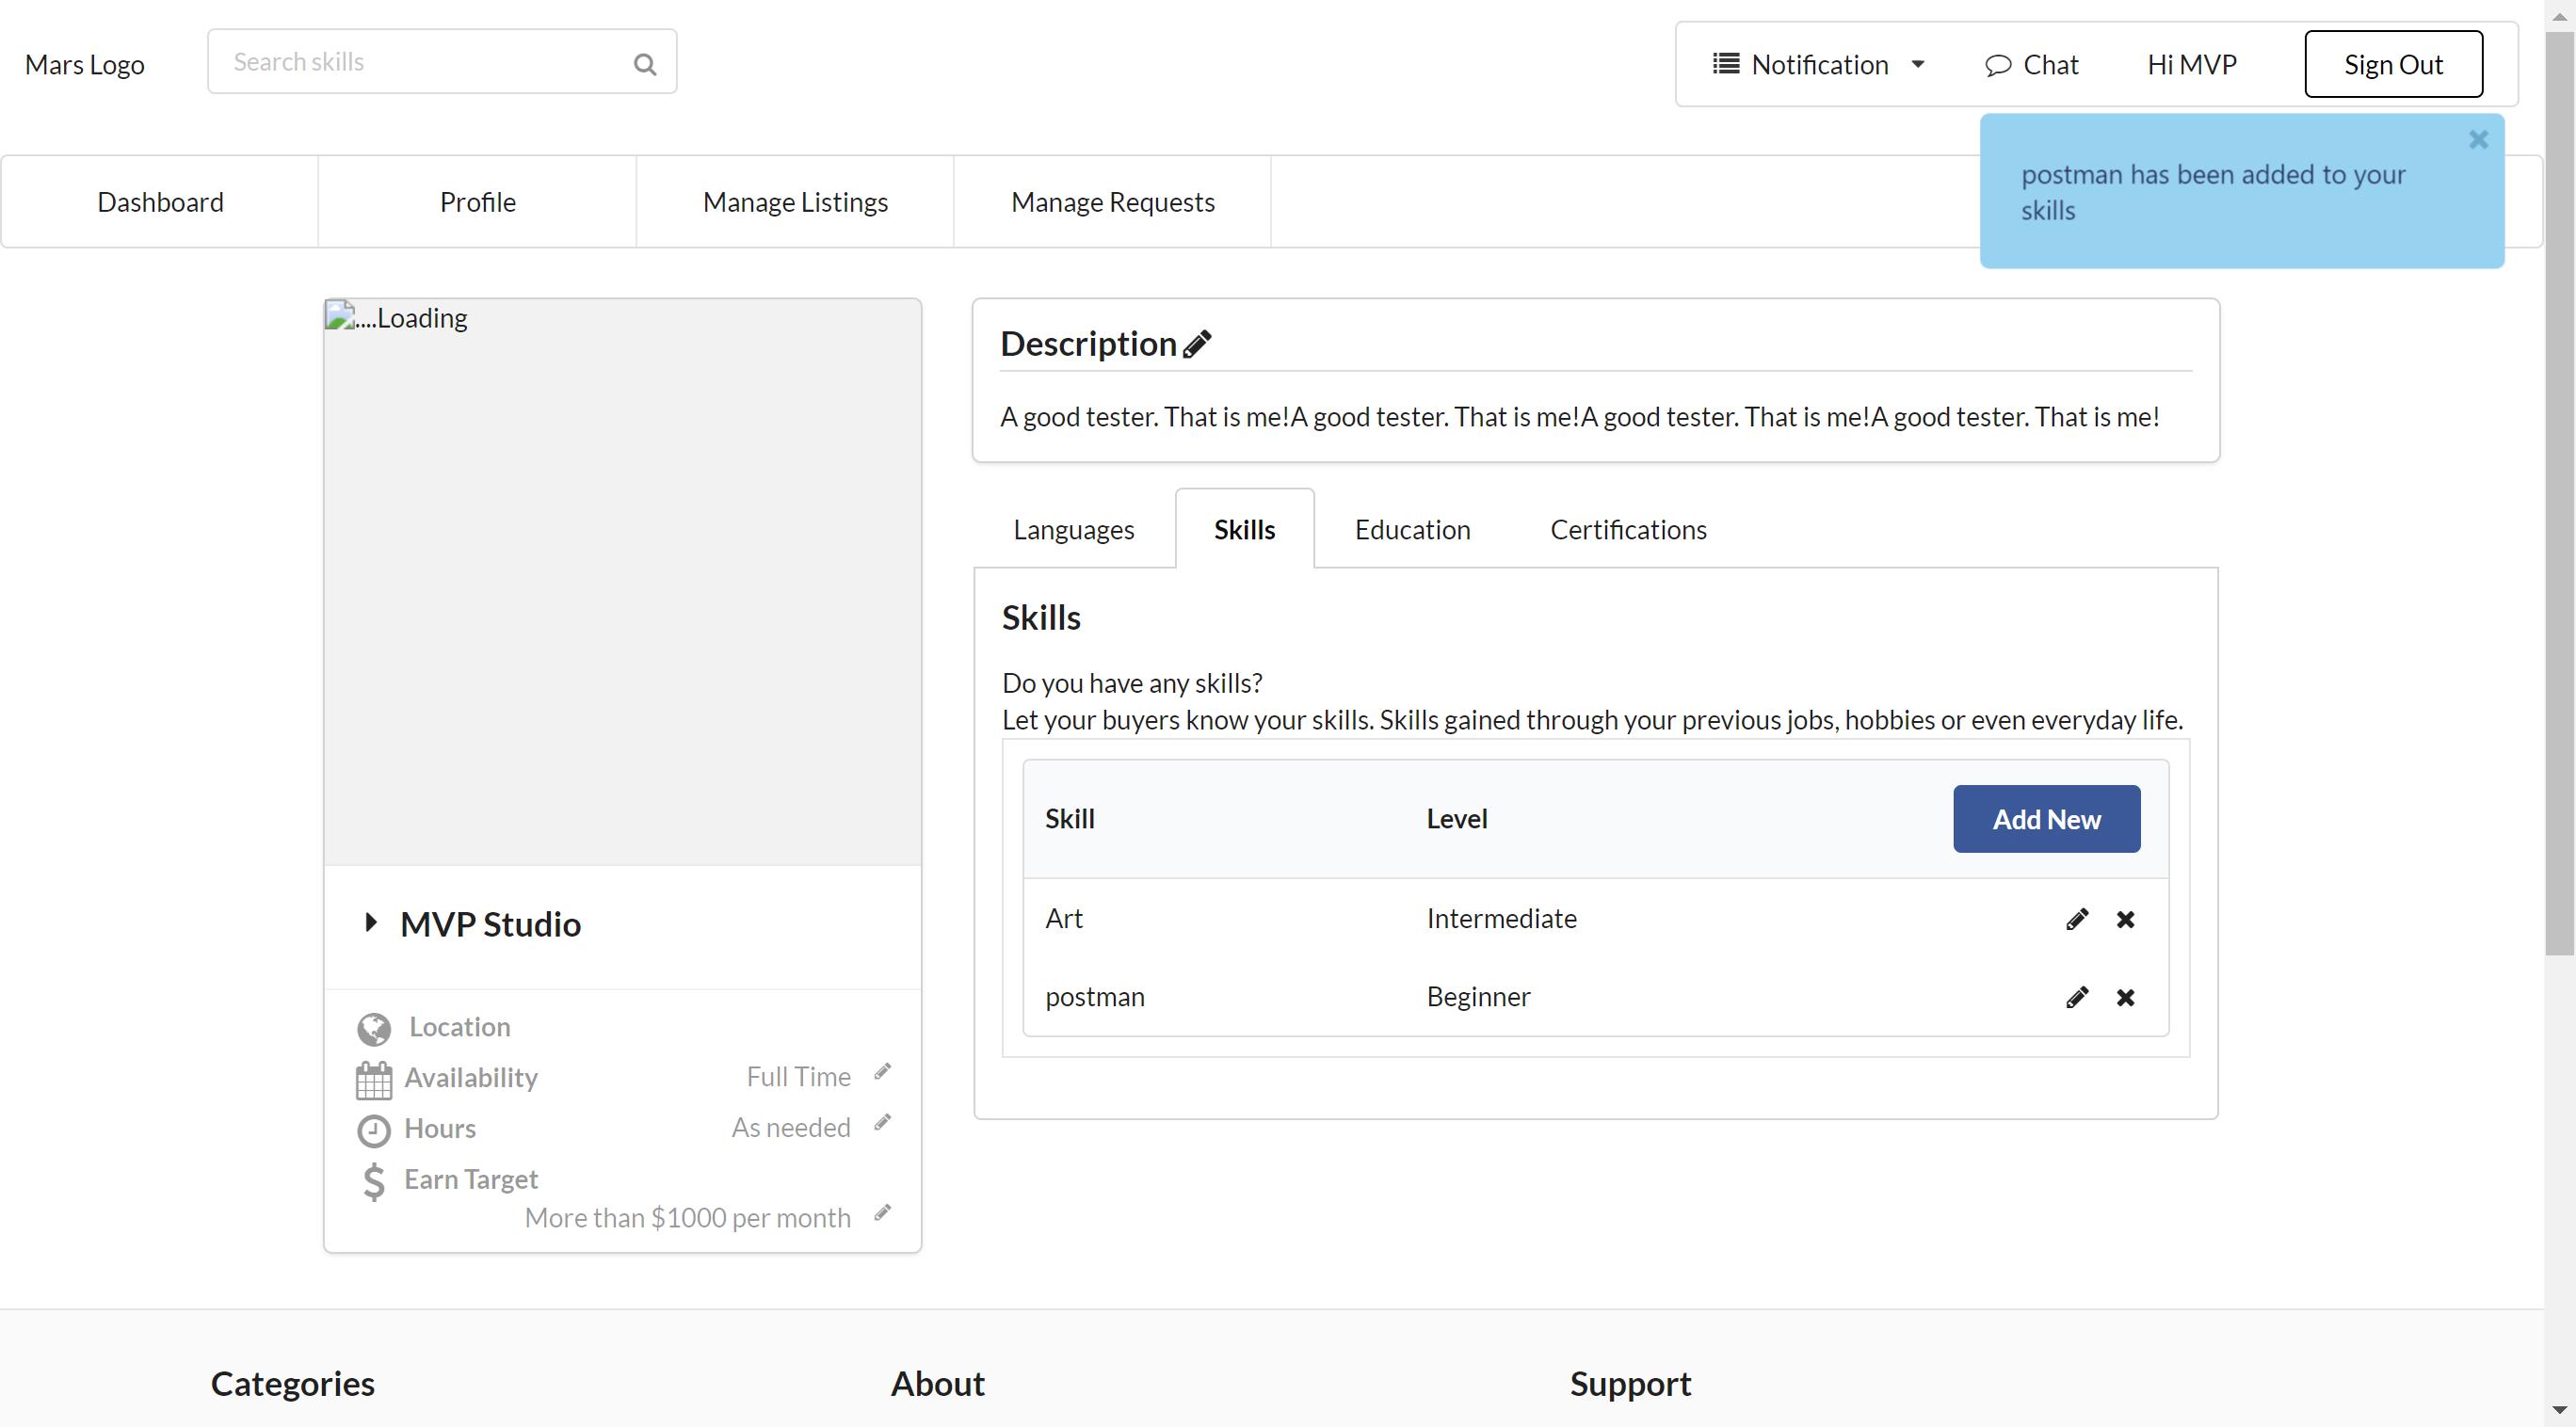 Mars Logo
Search skills
Notification
Chat
Hi MVP
Sign Out
postman has been added to your
skills
Dashboard
Profile
Manage Listings
Manage Requests
....Loading
MVP Studio
Location
Availability
Full Time
Hours
As needed
Earn Target
More than $1000 per month
Description
A good tester. That is me!A good tester. That is me!A good tester. That is me!A good tester. That is me!
Languages
Skills
Education
Certifications
Skills
Do you have any skills?
Let your buyers know your skills. Skills gained through your previous jobs, hobbies or even everyday life.
Skill
Level
Add New
Art
Intermediate
postman
Beginner
Categories
About
Support